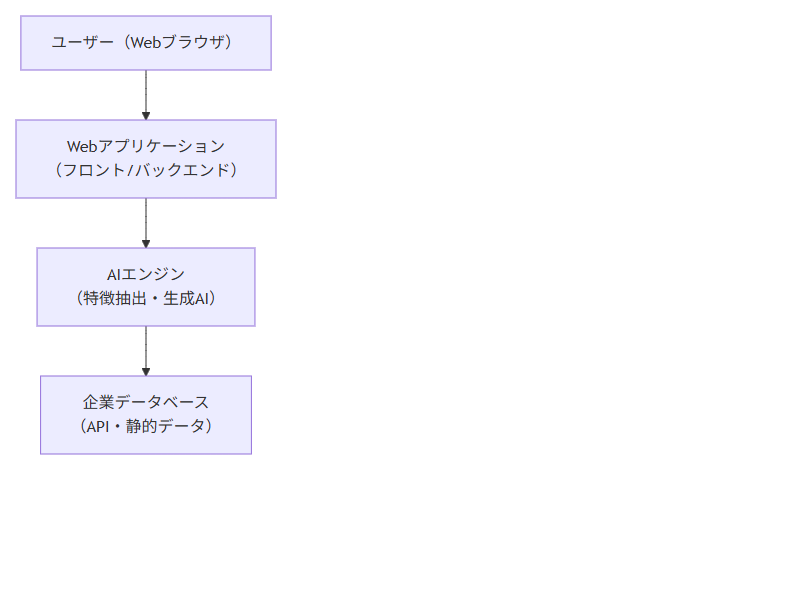 ユーザー（Webブラウザ）
Webアプリケーション
（フロント/バックエンド）
AIエンジン
（特徴抽出・生成AI）
企業データベース
（API・静的データ）